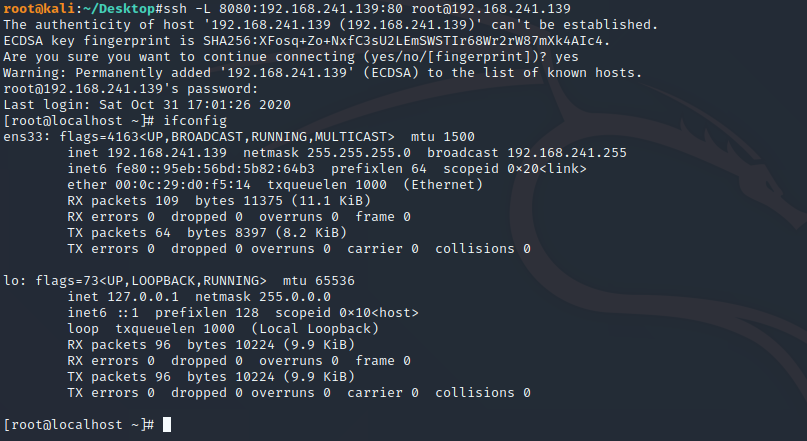 root@kali:~/Desktop#ssh -L 8080:192.168.241.139:80 root@192.168.241.139
The authenticity of host '192.168.241.139 (192.168.241.139)' can't be established.
ECDSA key fingerprint is SHA256:XFosq+Zo+NxfC3sU2LEmSWSTIr68Wr2rW87mXk4AIc4.
Are you sure you want to continue connecting (yes/no/[fingerprint])? yes
Warning: Permanently added '192.168.241.139' (ECDSA) to the list of known hosts.
root@192.168.241.139's password:
Last login: Sat Oct 31 17:01:26 2020
[root@localhost ~]# ifconfig
ens33: flags=4163<UP,BROADCAST,RUNNING,MULTICAST>  mtu 1500
        inet 192.168.241.139  netmask 255.255.255.0  broadcast 192.168.241.255
        inet6 fe80::95eb:56bd:5b82:64b3  prefixlen 64  scopeid 0×20<link>
        ether 00:0c:29:d0:f5:14  txqueuelen 1000  (Ethernet)
        RX packets 109  bytes 11375 (11.1 KiB)
        RX errors 0  dropped 0  overruns 0  frame 0
        TX packets 64  bytes 8397 (8.2 KiB)
        TX errors 0  dropped 0 overruns 0  carrier 0  collisions 0

lo: flags=73<UP,LOOPBACK,RUNNING>  mtu 65536
        inet 127.0.0.1  netmask 255.0.0.0
        inet6 ::1  prefixlen 128  scopeid 0×10<host>
        loop  txqueuelen 1000  (Local Loopback)
        RX packets 96  bytes 10224 (9.9 KiB)
        RX errors 0  dropped 0  overruns 0  frame 0
        TX packets 96  bytes 10224 (9.9 KiB)
        TX errors 0  dropped 0 overruns 0  carrier 0  collisions 0

[root@localhost ~]#